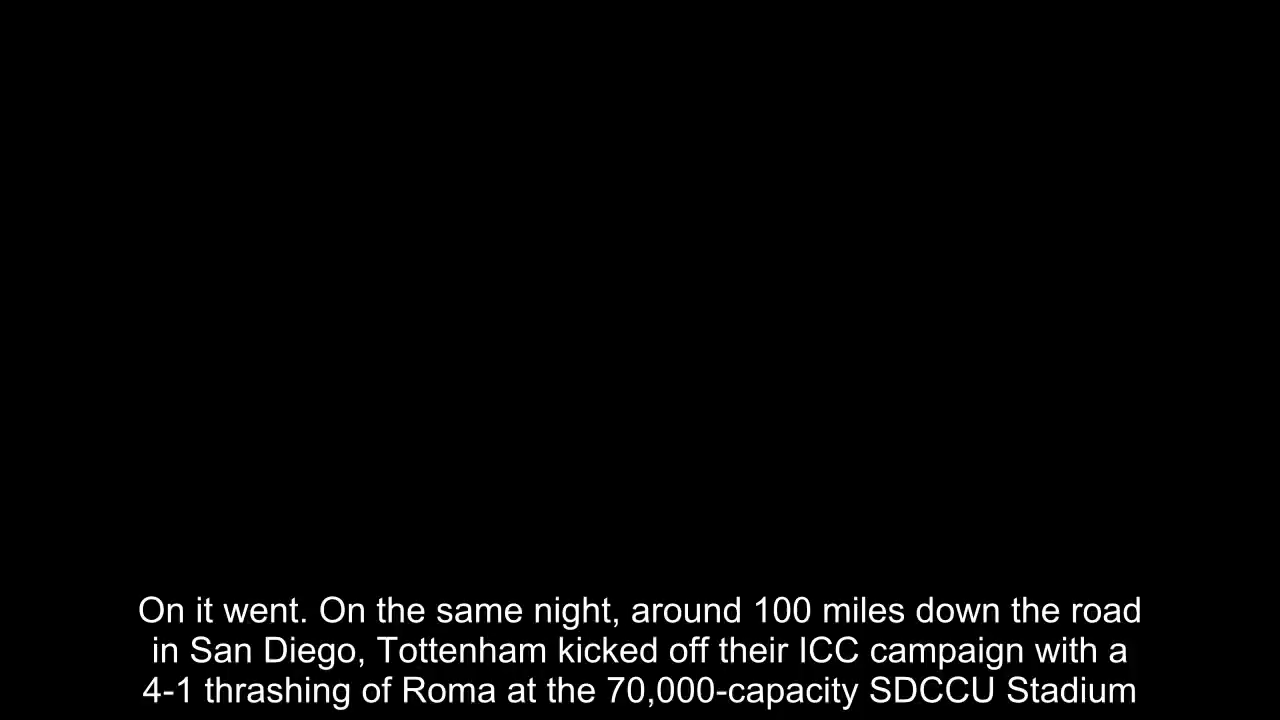 On it went. On the same night, around 100 miles down the road
in San Diego, Tottenham kicked off their ICC campaign with a
4-1 thrashing of Roma at the 70,000-capacity SDCCU Stadium